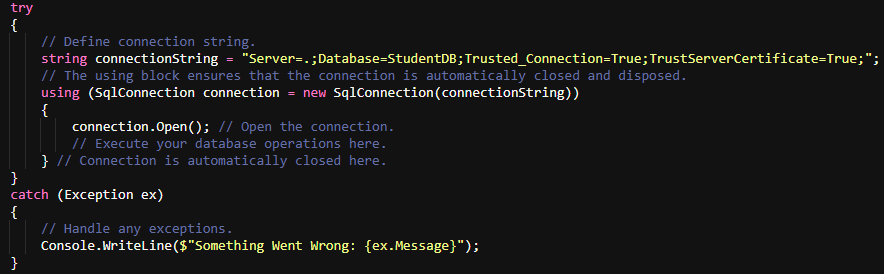 try
{
// Define connection string.
string connectionString = "Server=.;Database=StudentDB;Trusted_Connection=True;TrustServerCertificate=True;";
// The using block ensures that the connection is automatically closed and disposed.
using (SqlConnection connection = new SqlConnection(connectionString))
{
connection.Open(); // Open the connection.
// Execute your database operations here.
} // Connection is automatically closed here.
}
catch (Exception ex)
{
// Handle any exceptions.
Console.WriteLine($"Something Went Wrong: {ex.Message}");
}